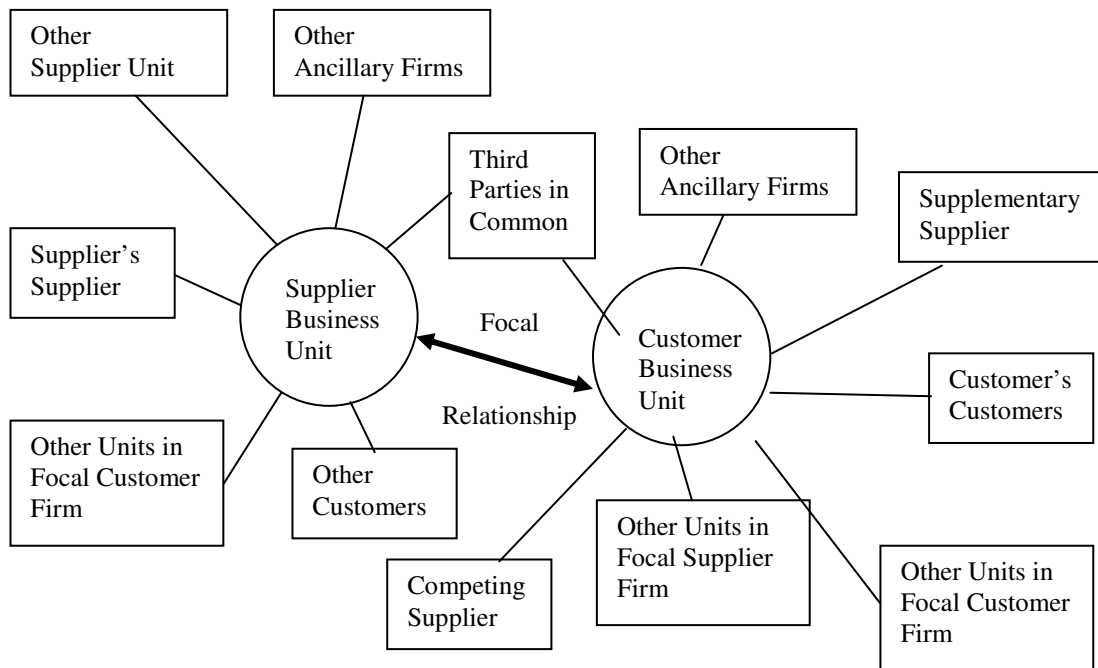 Other
Supplier Unit
Other
Ancillary Firms
Third
Parties in
Common
Other
Ancillary Firms
Supplementary
Supplier
Supplier’s
Supplier
Supplier
Business
Unit
Focal
Relationship
Customer
Business
Unit
Customer’s
Customers
Other Units in
Focal Customer
Firm
Other
Customers
Competing
Supplier
Other Units in
Focal Supplier
Firm
Other Units in
Focal Customer
Firm